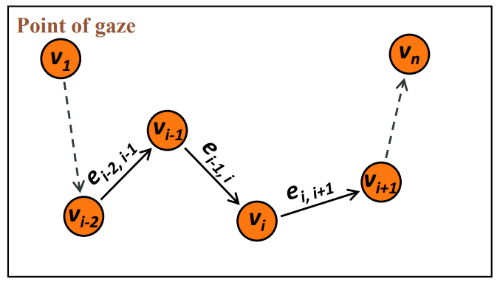 Point of gaze
v1
vn
vi-1
ei-2, i-1
ei-1, i
vi-2
vi
ei, i+1
vi+1